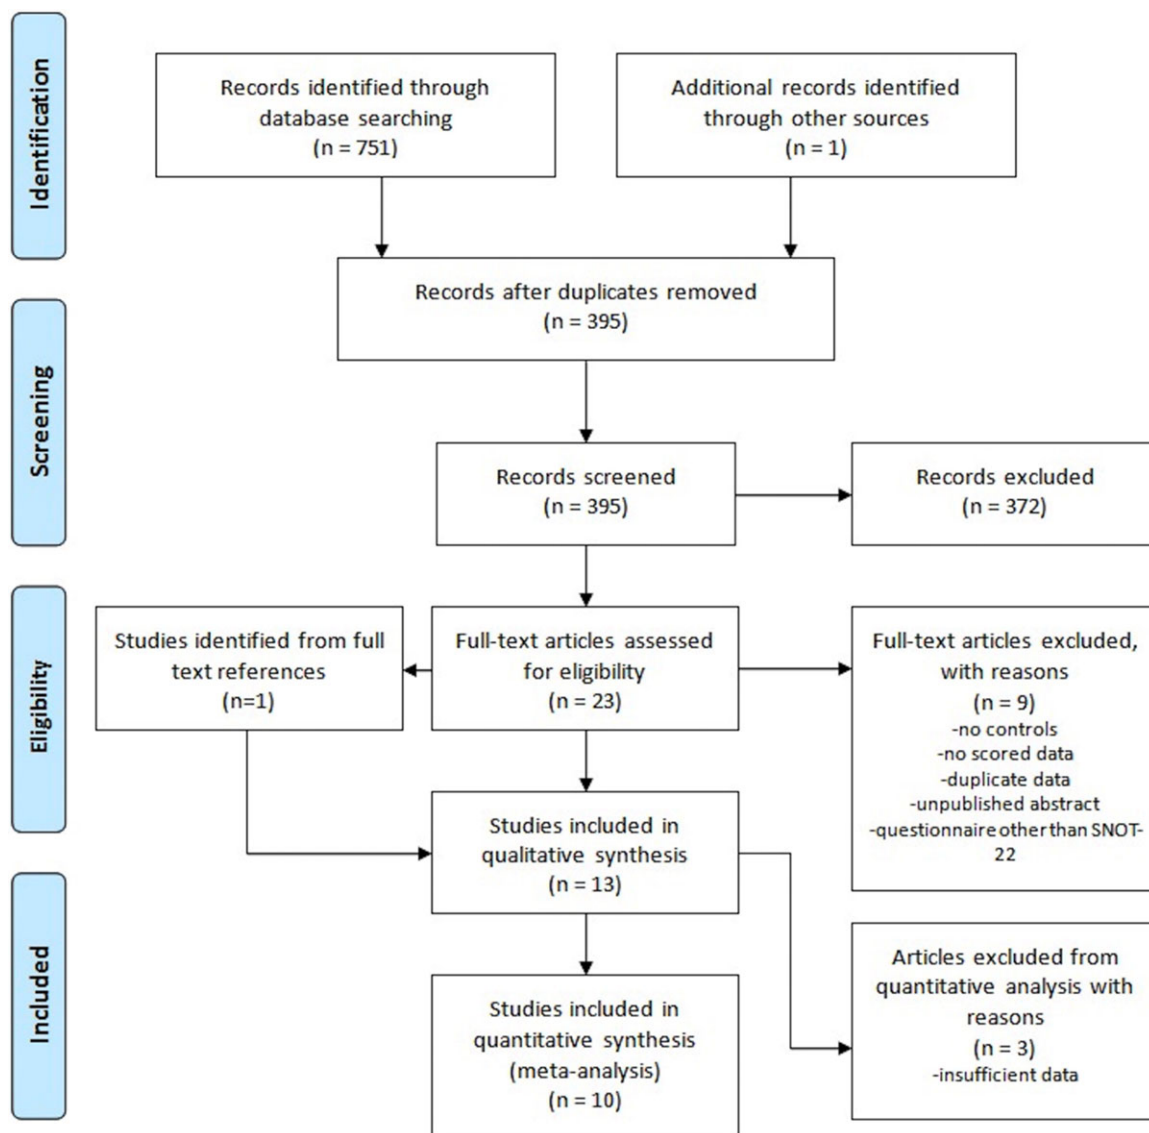 Identification
Records identified through
database searching
(n = 751)
Additional records identified
through other sources
(n = 1)
Records after duplicates removed
(n = 395)
Screening
Records screened
(n = 395)
Records excluded
(n = 372)
Eligibility
Studies identified from full
text references
(n=1)
Full-text articles assessed
for eligibility
(n = 23)
Full-text articles excluded,
with reasons
(n = 9)
-no controls
-no scored data
-duplicate data
-unpublished abstract
-questionnaire other than SNOT-
22
Studies included in
qualitative synthesis
(n = 13)
Included
Studies included in
quantitative synthesis
(meta-analysis)
(n = 10)
Articles excluded from
quantitative analysis with
reasons
(n = 3)
-insufficient data